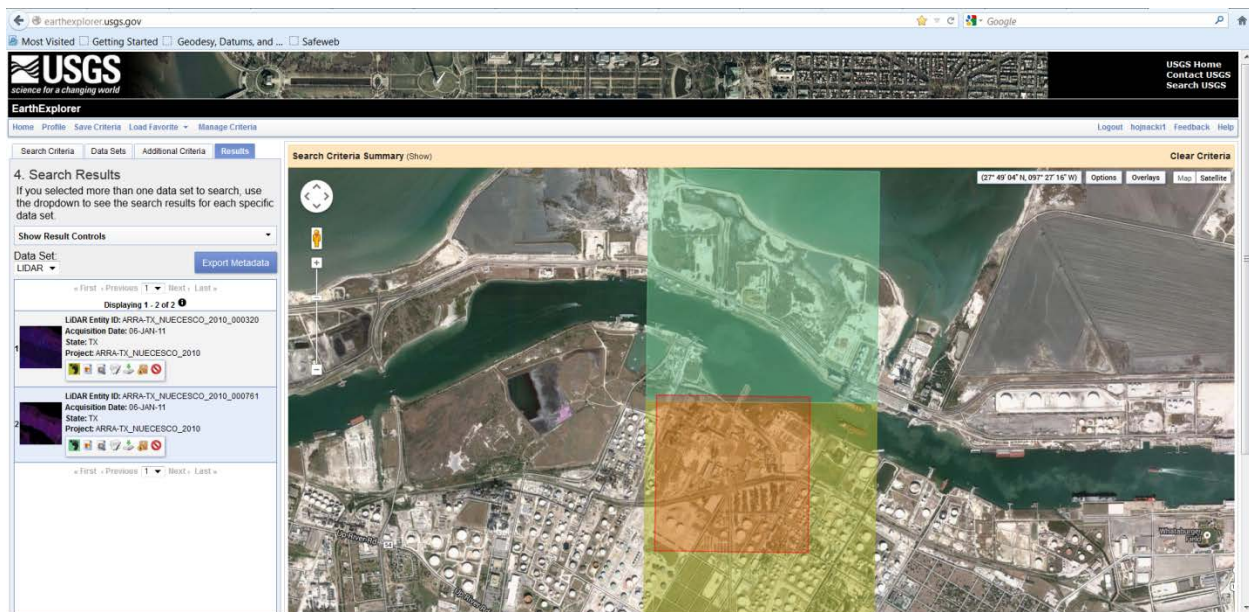 earthexplorer.usgs.gov
Google
Most Visited Getting Started Geodesy, Datums, and ... Safeweb
USGS
science for a changing world
USGS Home
Contact USGS
Search USGS
EarthExplorer
Home Profile Save Criteria Load Favorite Manage Criteria
Logout hojnacki1 Feedback Help
Search Criteria Data Sets Additional Criteria Results
Search Criteria Summary (Show)
Clear Criteria
4. Search Results
If you selected more than one data set to search, use
the dropdown to see the search results for each specific
data set.
(27° 49' 04" N, 097° 27' 16" W) Options Overlays Map Satellite
Show Result Controls
Data Set:
LIDAR
Export Metadata
« First ‹ Previous 1 Next › Last »
Displaying 1 - 2 of 2
1
LiDAR Entity ID: ARRA-TX_NUECESCO_2010_000320
Acquisition Date: 06-JAN-11
State: TX
Project: ARRA-TX_NUECESCO_2010
2
LiDAR Entity ID: ARRA-TX_NUECESCO_2010_000761
Acquisition Date: 06-JAN-11
State: TX
Project: ARRA-TX_NUECESCO_2010
« First ‹ Previous 1 Next › Last »
Up River Rd
Whataburger Field